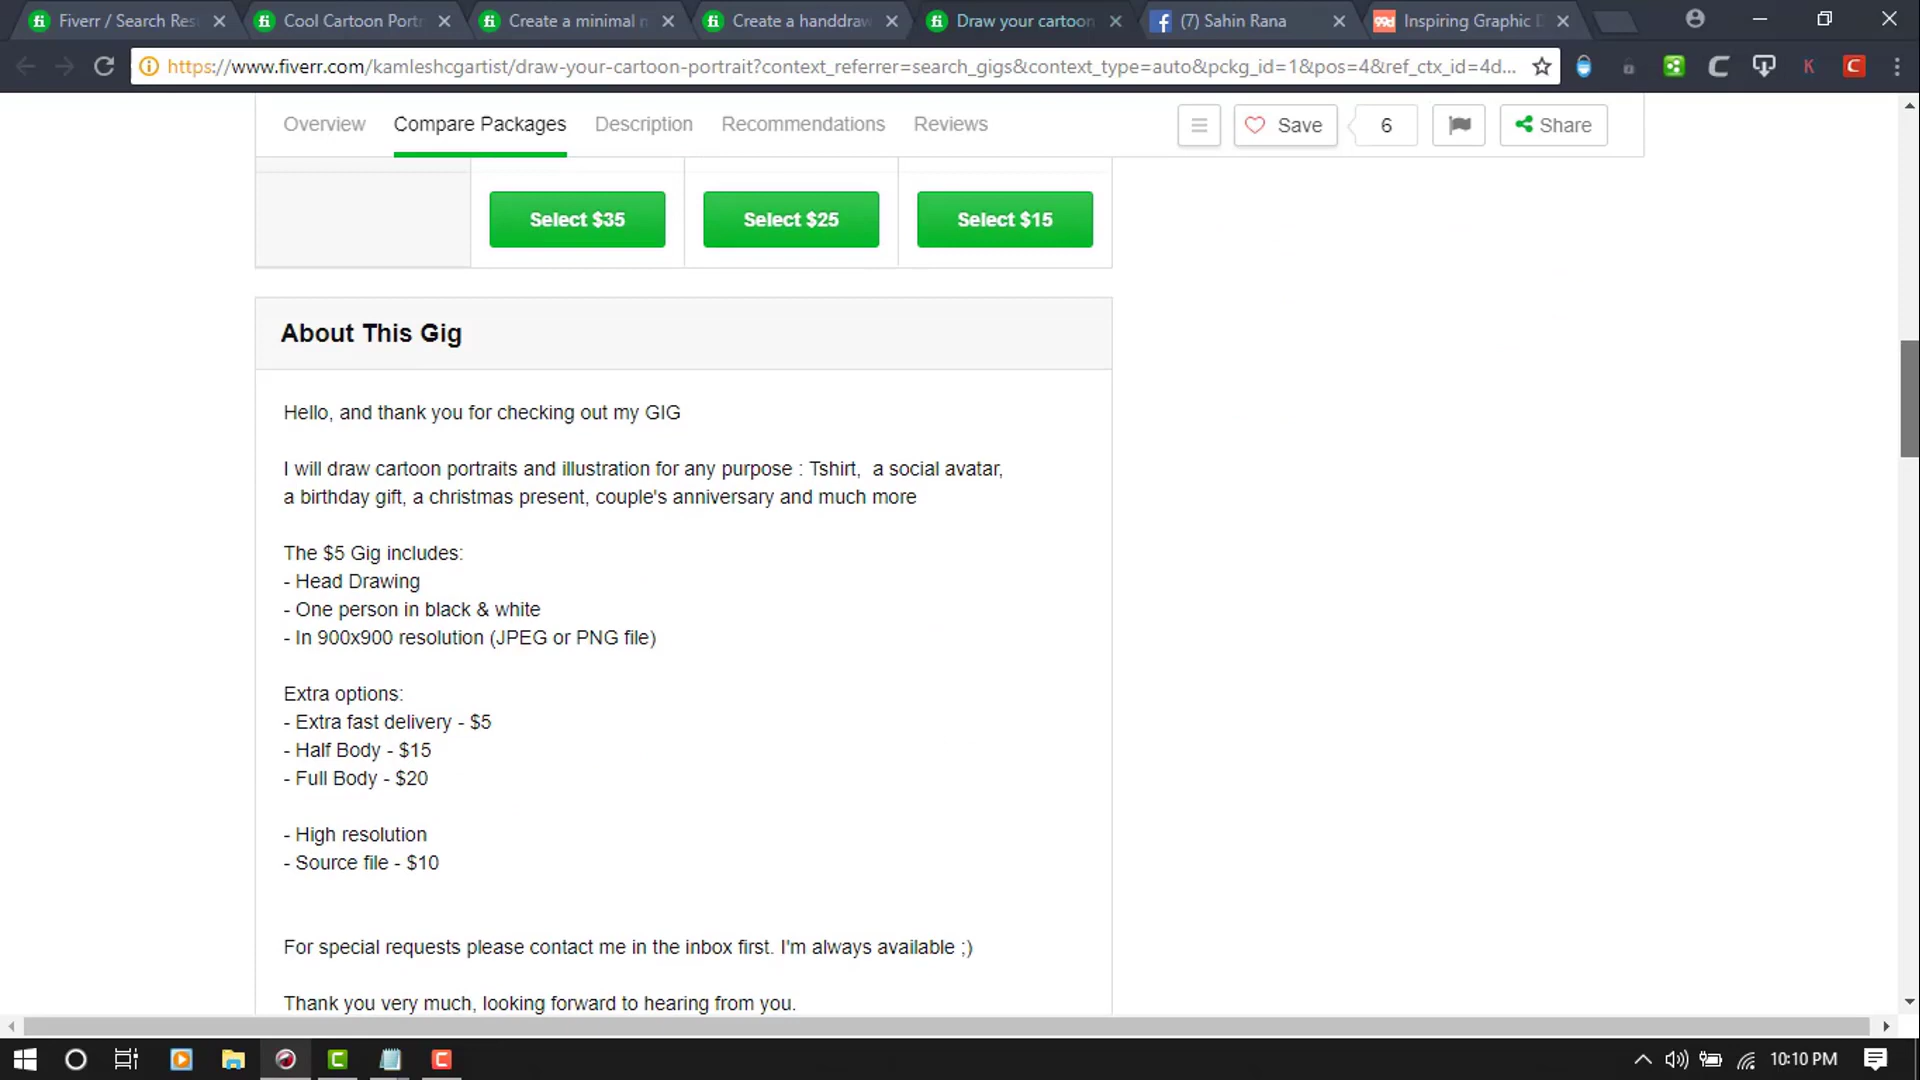 Fiverr / Search Res
Cool Cartoon Portr
Create a minimal
Create a handdraw
Draw your cartoon
(7) Sahin Rana
99d
Inspiring Graphic D
https://www.fiverr.com/kamleshcgartist/draw-your-cartoon-portrait?context_referrer=search_gigs&context_type=auto&pckg_id=1&pos=4&ref_ctx_id=4d...
Overview
Compare Packages
Description
Recommendations
Reviews
Save
6
Share
Select $35
Select $25
Select $15
About This Gig
Hello, and thank you for checking out my GIG
I will draw cartoon portraits and illustration for any purpose : Tshirt,  a social avatar,
a birthday gift, a christmas present, couple's anniversary and much more
The $5 Gig includes:
- Head Drawing
- One person in black & white
- In 900x900 resolution (JPEG or PNG file)
Extra options:
- Extra fast delivery - $5
- Half Body - $15
- Full Body - $20
- High resolution
- Source file - $10
For special requests please contact me in the inbox first. I'm always available ;)
Thank you very much, looking forward to hearing from you.
10:10 PM